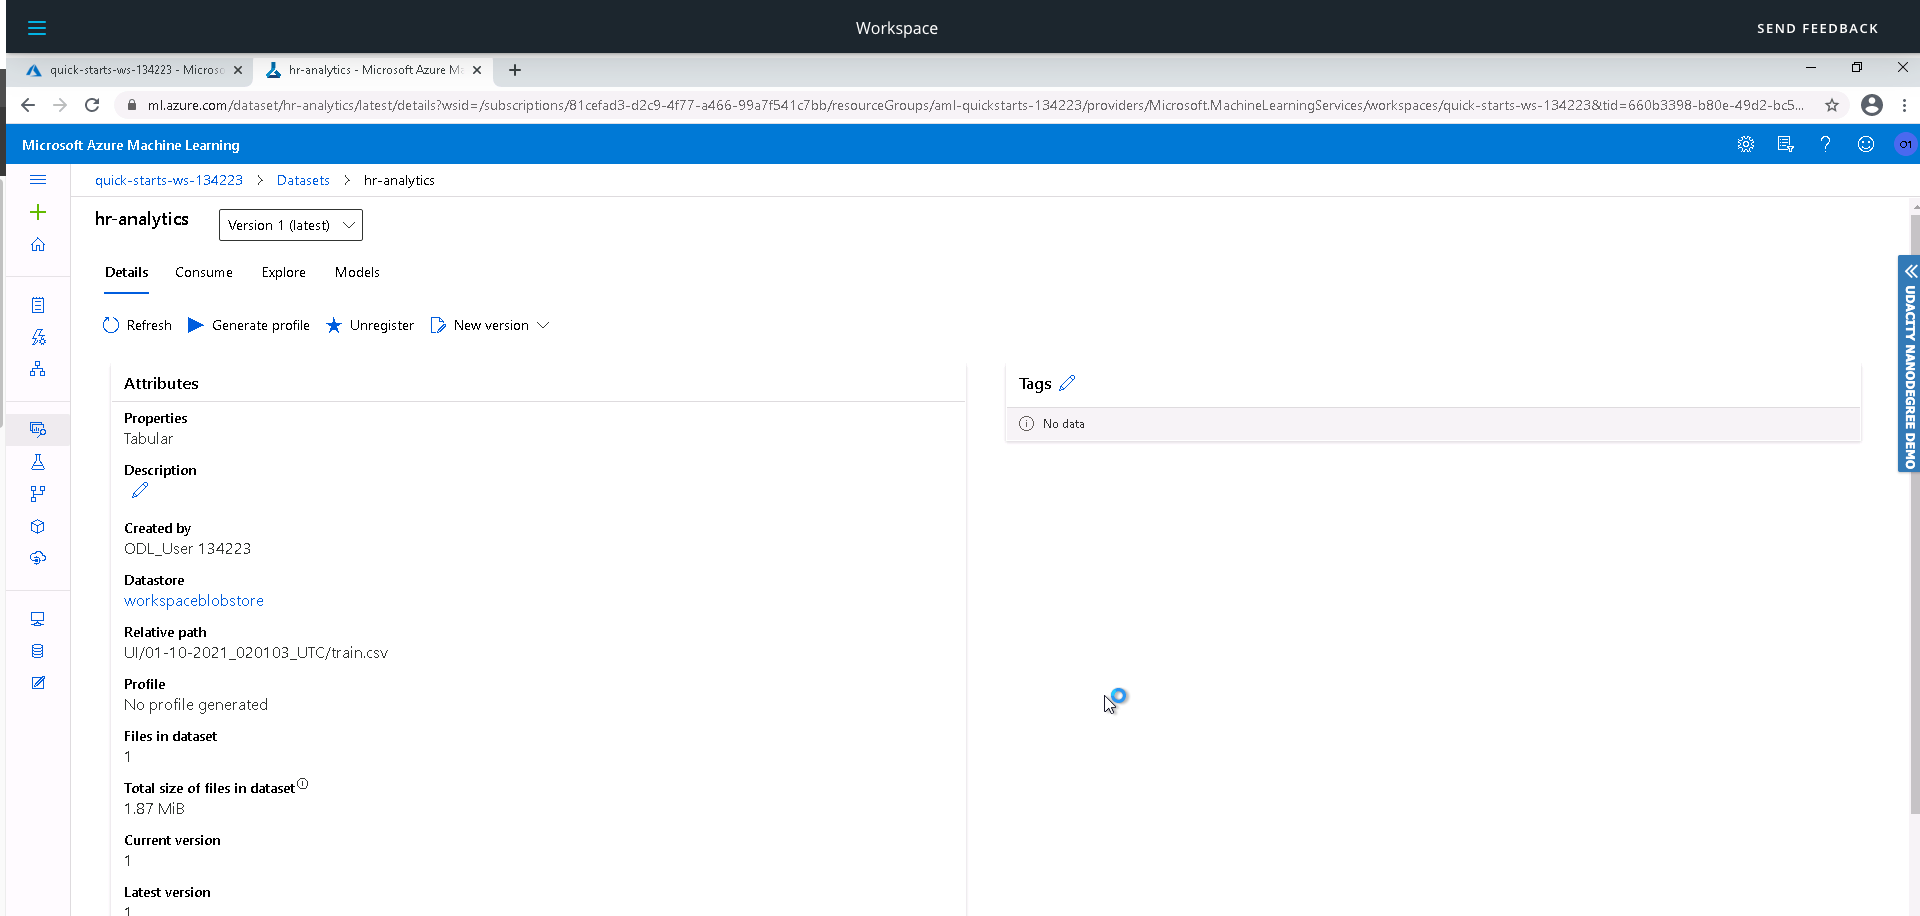 Workspace
SEND FEEDBACK
quick-starts-ws-134223 - Microso
hr-analytics - Microsoft Azure Ma
ml.azure.com/dataset/hr-analytics/latest/details?wsid=/subscriptions/81cefad3-d2c9-4f77-a466-99a7f541c7bb/resourceGroups/aml-quickstarts-134223/providers/Microsoft.MachineLearningServices/workspaces/quick-starts-ws-134223&tid=660b3398-b80e-49d2-bc5...
Microsoft Azure Machine Learning
O1
quick-starts-ws-134223 > Datasets > hr-analytics
hr-analytics
Version 1 (latest)
Details Consume Explore Models
Refresh Generate profile Unregister New version
Attributes
Properties
Tabular
Description
Created by
ODL_User 134223
Datastore
workspaceblobstore
Relative path
UI/01-10-2021_020103_UTC/train.csv
Profile
No profile generated
Files in dataset
1
Total size of files in dataset
1.87 MiB
Current version
1
Latest version
1
Tags
No data
UDACITY NANODEGREE DEMO